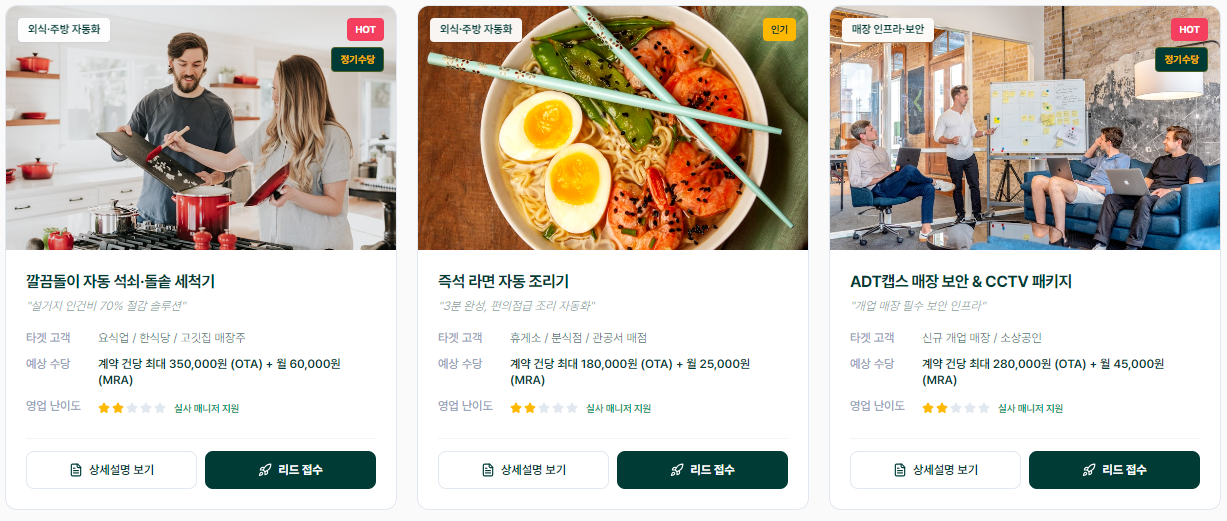 외식·주방 자동화
HOT
정기수당
깔끔돌이 자동 석쇠·돌솥 세척기
"설거지 인건비 70% 절감 솔루션"
타겟 고객 요식업 / 한식당 / 고깃집 매장주
예상 수당 계약 건당 최대 350,000원 (OTA) + 월 60,000원
(MRA)
영업 난이도 실사 매니저 지원
상세설명 보기 리드 접수
외식·주방 자동화
인기
즉석 라면 자동 조리기
"3분 완성, 편의점급 조리 자동화"
타겟 고객 휴게소 / 분식점 / 관공서 매점
예상 수당 계약 건당 최대 180,000원 (OTA) + 월 25,000원
(MRA)
영업 난이도 실사 매니저 지원
상세설명 보기 리드 접수
매장 인프라·보안
HOT
정기수당
ADT캡스 매장 보안 & CCTV 패키지
"개업 매장 필수 보안 인프라"
타겟 고객 신규 개업 매장 / 소상공인
예상 수당 계약 건당 최대 280,000원 (OTA) + 월 45,000원
(MRA)
영업 난이도 실사 매니저 지원
상세설명 보기 리드 접수